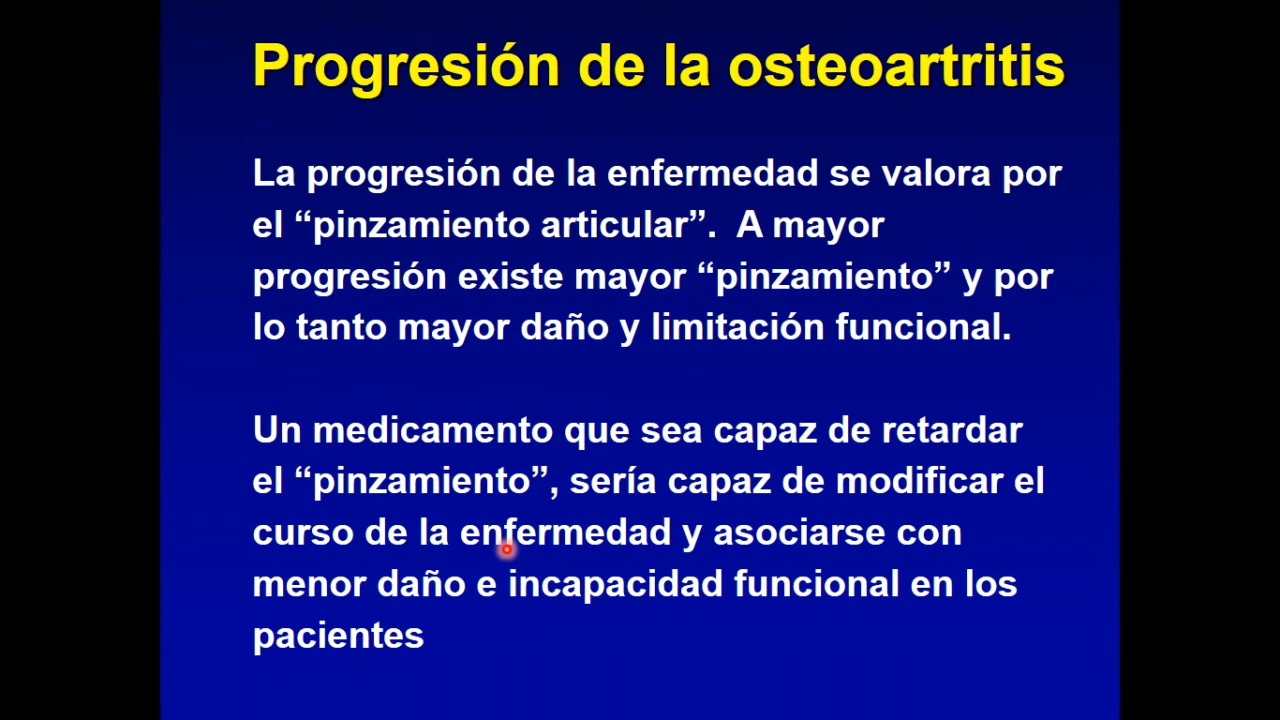 Progresión de la osteoartritis
La progresión de la enfermedad se valora por
el “pinzamiento articular”.  A mayor
progresión existe mayor “pinzamiento” y por
lo tanto mayor daño y limitación funcional.
Un medicamento que sea capaz de retardar
el “pinzamiento”, sería capaz de modificar el
curso de la enfermedad y asociarse con
menor daño e incapacidad funcional en los
pacientes